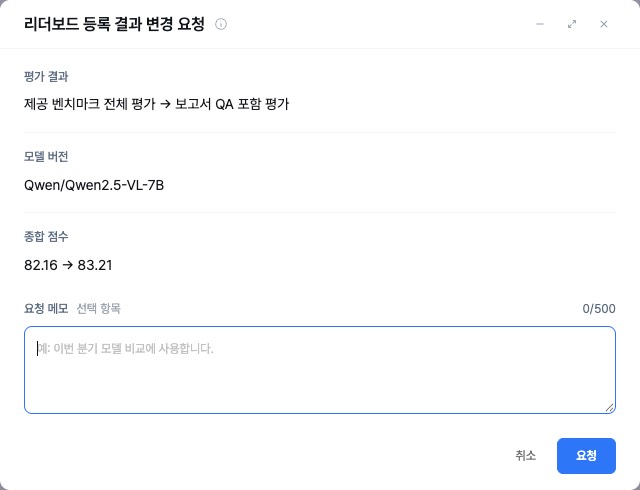 리더보드 등록 결과 변경 요청
평가 결과
제공 벤치마크 전체 평가 → 보고서 QA 포함 평가
모델 버전
Qwen/Qwen2.5-VL-7B
종합 점수
82.16 → 83.21
요청 메모 선택 항목 0/500
예: 이번 분기 모델 비교에 사용합니다.
취소 요청